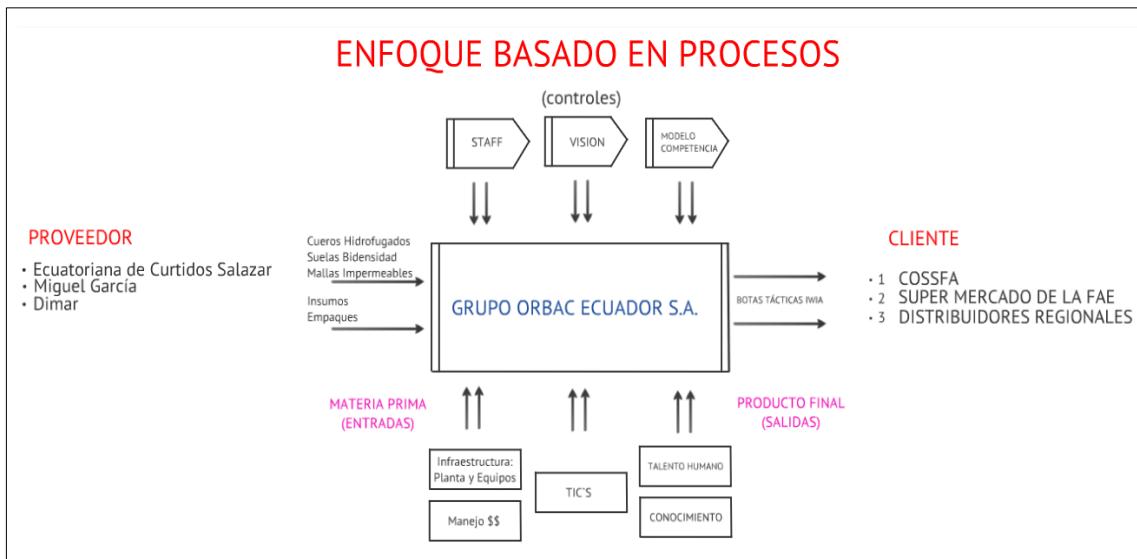 ENFOQUE BASADO EN PROCESOS
(controles)
STAFF
VISION
MODELO
COMPETENCIA
PROVEEDOR
• Ecuatoriana de Curtidos Salazar
• Miguel García
• Dimar
Cueros Hidrofugados
Suelas Bidensidad
Mallas Impermeables
Insumos
Empaques
GRUPO ORBAC ECUADOR S.A.
BOTAS TÁCTICAS IWIA
CLIENTE
• 1 COSSFA
• 2 SUPER MERCADO DE LA FAE
• 3 DISTRIBUIDORES REGIONALES
MATERIA PRIMA
(ENTRADAS)
PRODUCTO FINAL
(SALIDAS)
Infraestructura:
Planta y Equipos
Manejo $$
TIC`S
TALENTO HUMANO
CONOCIMIENTO